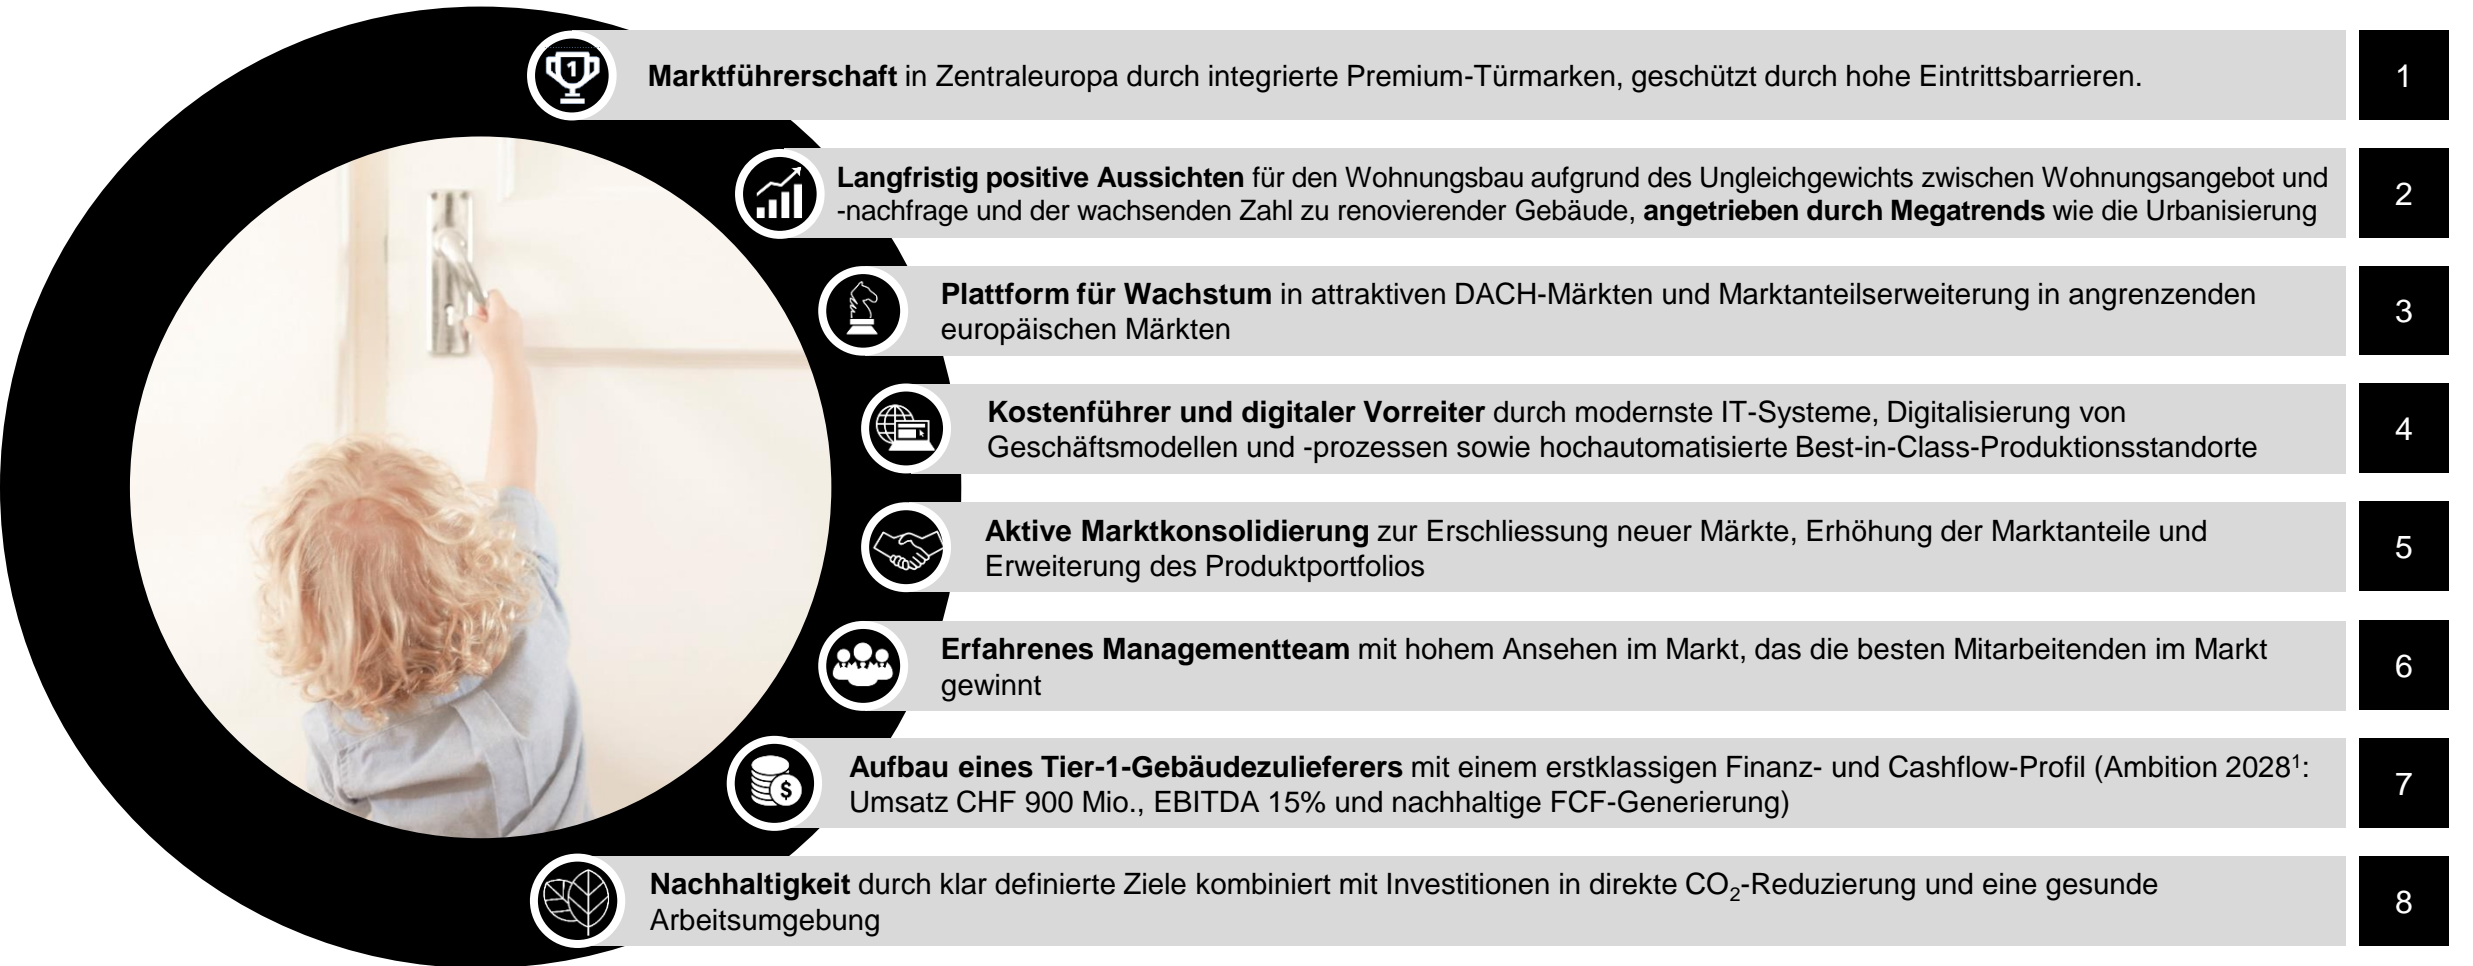 Marktführerschaft in Zentraleuropa durch integrierte Premium-Türmarken, geschützt durch hohe Eintrittsbarrieren.
1
Langfristig positive Aussichten für den Wohnungsbau aufgrund des Ungleichgewichts zwischen Wohnungsangebot und
-nachfrage und der wachsenden Zahl zu renovierender Gebäude, angetrieben durch Megatrends wie die Urbanisierung
2
Plattform für Wachstum in attraktiven DACH-Märkten und Marktanteilserweiterung in angrenzenden
europäischen Märkten
3
Kostenführer und digitaler Vorreiter durch modernste IT-Systeme, Digitalisierung von
Geschäftsmodellen und -prozessen sowie hochautomatisierte Best-in-Class-Produktionsstandorte
4
Aktive Marktkonsolidierung zur Erschliessung neuer Märkte, Erhöhung der Marktanteile und
Erweiterung des Produktportfolios
5
Erfahrenes Managementteam mit hohem Ansehen im Markt, das die besten Mitarbeitenden im Markt
gewinnt
6
Aufbau eines Tier-1-Gebäudezulieferers mit einem erstklassigen Finanz- und Cashflow-Profil (Ambition 2028¹:
Umsatz CHF 900 Mio., EBITDA 15% und nachhaltige FCF-Generierung)
7
Nachhaltigkeit durch klar definierte Ziele kombiniert mit Investitionen in direkte CO₂-Reduzierung und eine gesunde
Arbeitsumgebung
8